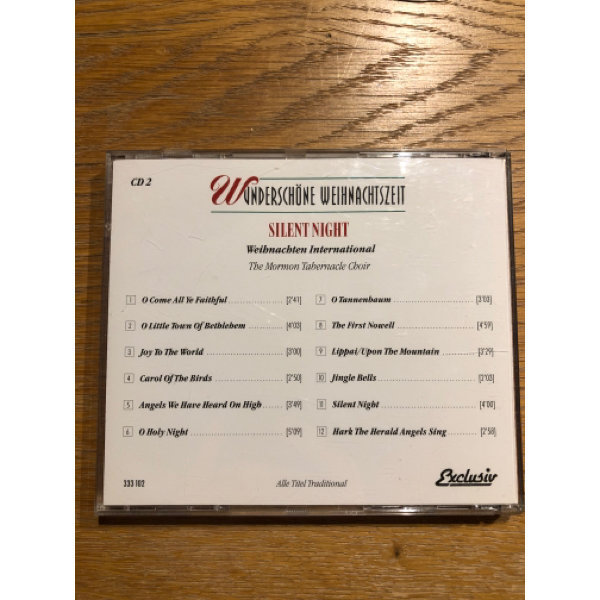 CD 2
WUNDERSCHÖNE WEIHNACHTSZEIT
SILENT NIGHT
Weihnachten International
The Mormon Tabernacle Choir
1 O Come All Ye Faithful [2'41]
2 O Little Town Of Bethlehem [4'03]
3 Joy To The World [3'00]
4 Carol Of The Birds [2'50]
5 Angels We Have Heard On High [3'49]
6 O Holy Night [5'09]
7 O Tannenbaum [3'03]
8 The First Nowell [4'59]
9 Lippai/Upon The Mountain [3'29]
10 Jingle Bells [2'03]
11 Silent Night [4'00]
12 Hark The Herald Angels Sing [2'58]
333 102
Alle Titel Traditional
Exclusiv